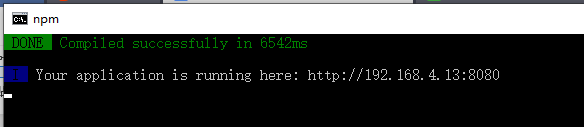 npm
DONE Compiled successfully in 6542ms
Your application is running here: http://192.168.4.13:8080